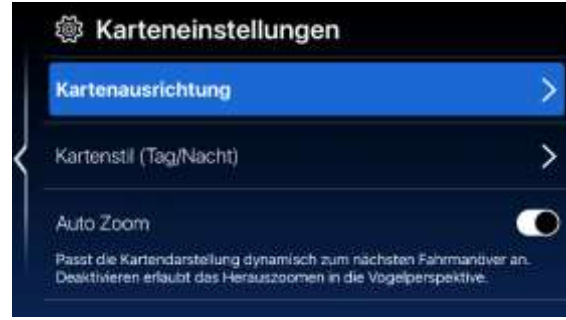 Karteneinstellungen
Kartenausrichtung
Kartenstil (Tag/Nacht)
Auto Zoom
Passt die Kartendarstellung dynamisch zum nächsten Fahrmanöver an.
Deaktivieren erlaubt das Herauszoomen in die Vogelperspektive.